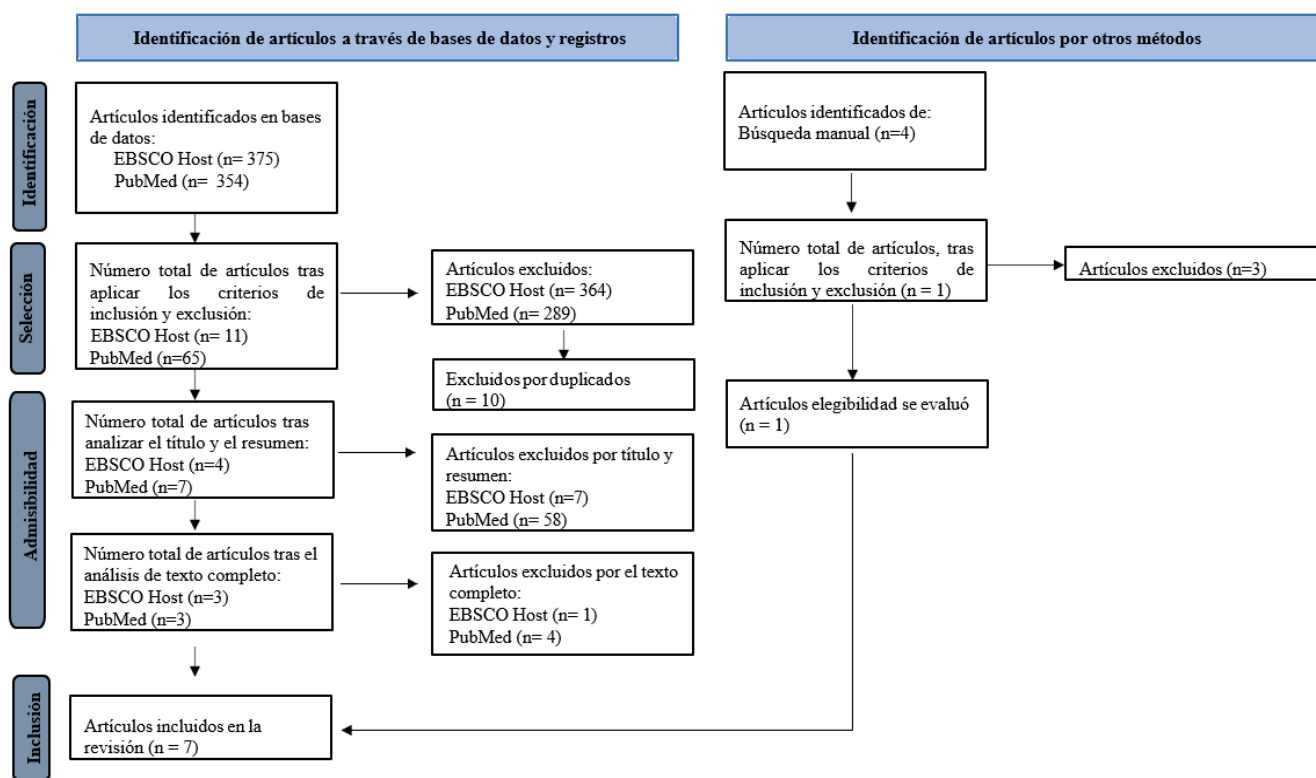 Identificación de artículos a través de bases de datos y registros
Identificación de artículos por otros métodos
Identificación
Artículos identificados en bases
de datos:
EBSCO Host (n= 375)
PubMed (n= 354)
Artículos identificados de:
Búsqueda manual (n=4)
Selección
Número total de artículos tras
aplicar los criterios de
inclusión y exclusión:
EBSCO Host (n= 11)
PubMed (n=65)
Artículos excluidos:
EBSCO Host (n= 364)
PubMed (n= 289)
Excluidos por duplicados
(n = 10)
Número total de artículos, tras
aplicar los criterios de
inclusión y exclusión (n = 1)
Artículos excluidos (n=3)
Admisibilidad
Número total de artículos tras
analizar el título y el resumen:
EBSCO Host (n=4)
PubMed (n=7)
Artículos excluidos por título y
resumen:
EBSCO Host (n=7)
PubMed (n= 58)
Artículos elegibilidad se evaluó
(n = 1)
Número total de artículos tras el
análisis de texto completo:
EBSCO Host (n=3)
PubMed (n=3)
Artículos excluidos por el texto
completo:
EBSCO Host (n= 1)
PubMed (n= 4)
Inclusión
Artículos incluidos en la
revisión (n = 7)